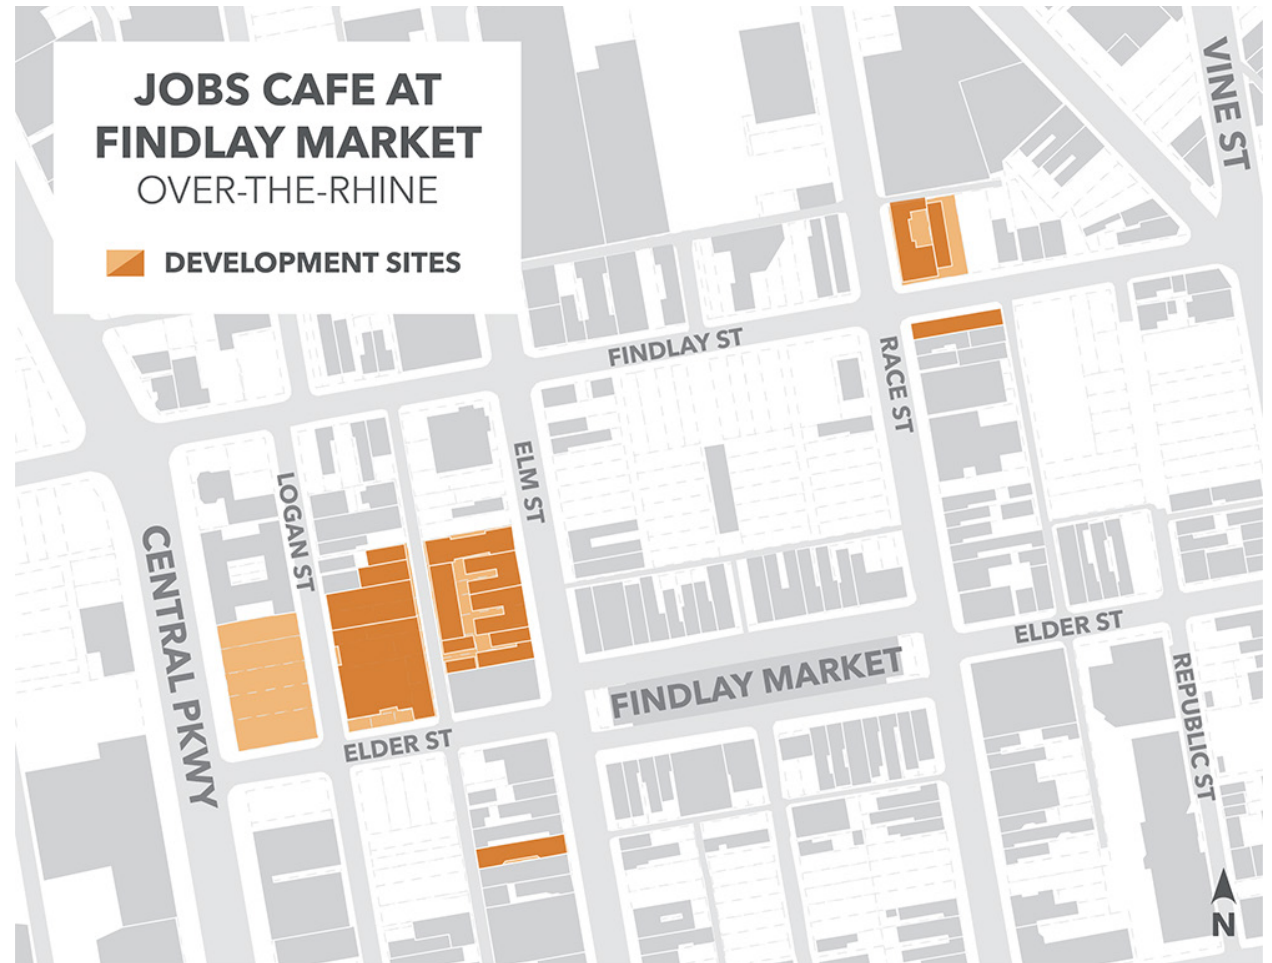 JOBS CAFE AT
FINDLAY MARKET
OVER-THE-RHINE
DEVELOPMENT SITES
VINE ST
FINDLAY ST
RACE ST
ELM ST
LOGAN ST
CENTRAL PKWY
ELDER ST
FINDLAY MARKET
REPUBLIC ST
ELDER ST
N